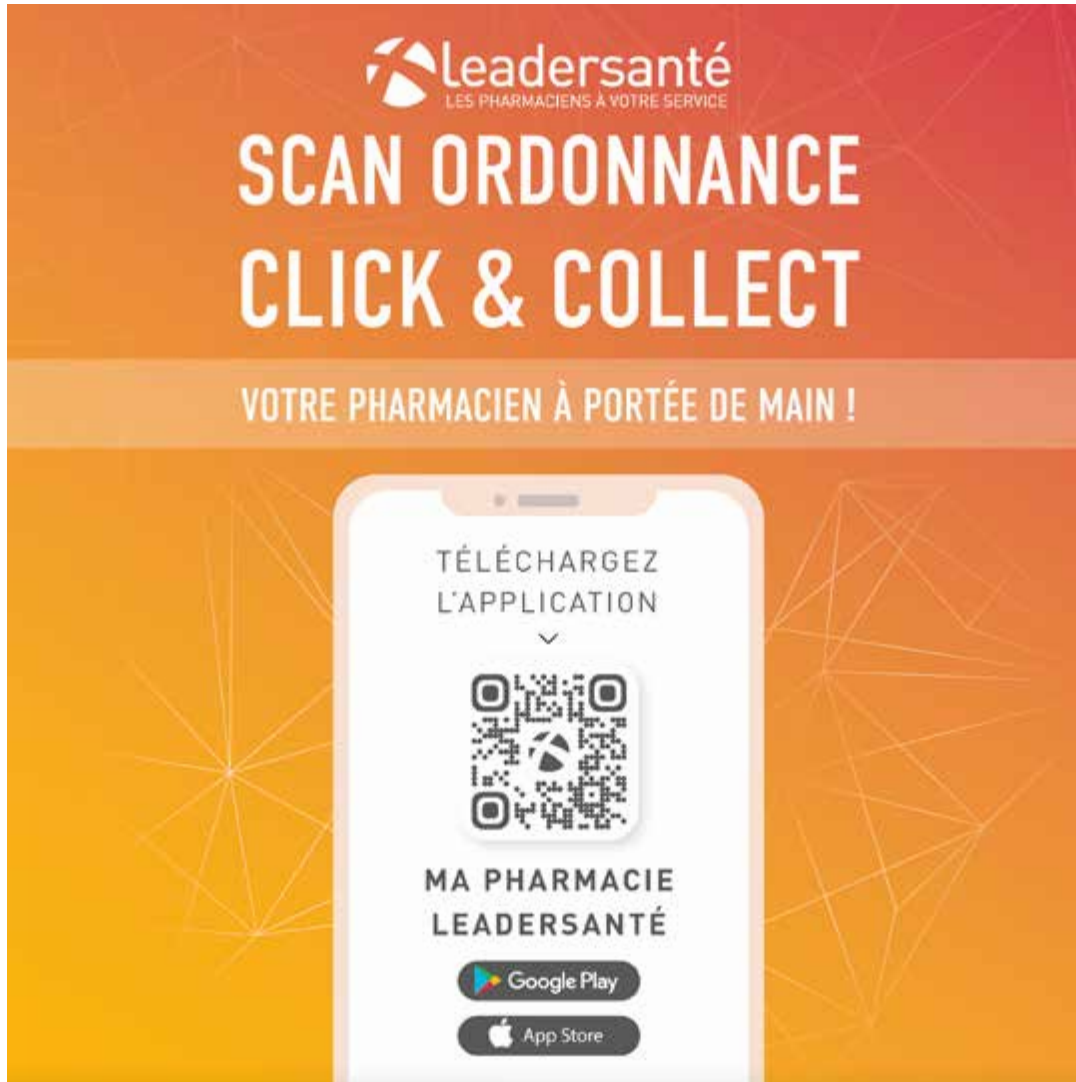 Leadersanté
LES PHARMACIENS À VOTRE SERVICE
SCAN ORDONNANCE
CLICK & COLLECT
VOTRE PHARMACIEN À PORTÉE DE MAIN !
TÉLÉCHARGEZ
L'APPLICATION
MA PHARMACIE
LEADERSANTÉ
Google Play
App Store